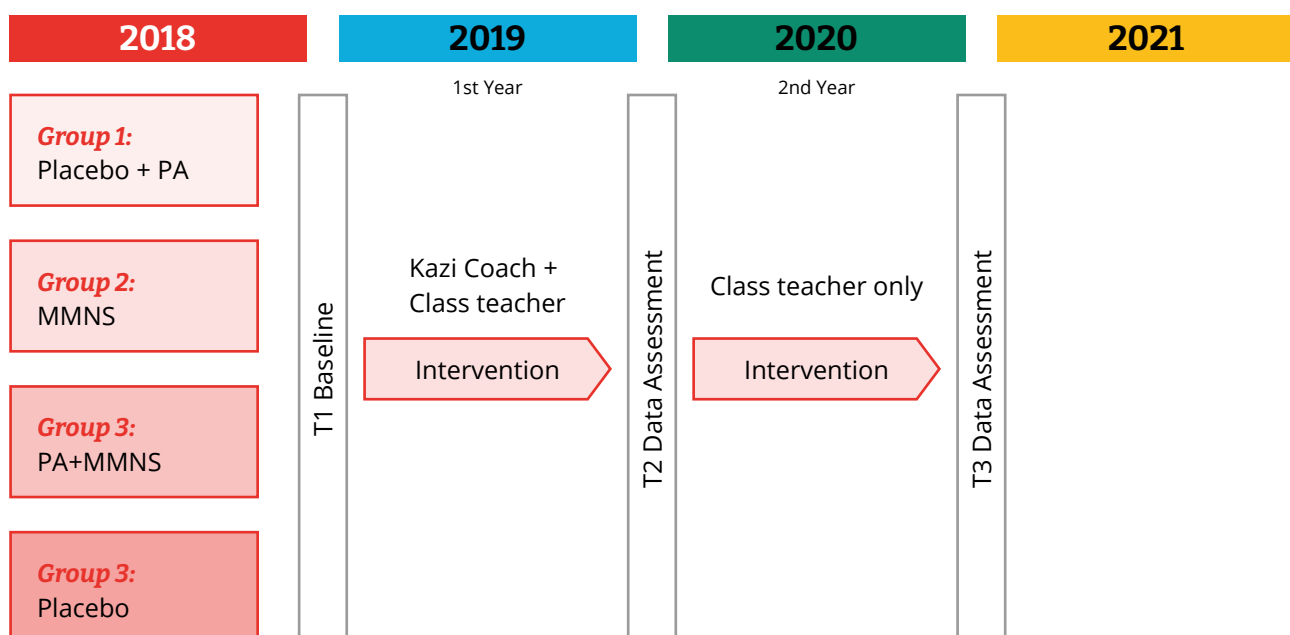 2018
2019
2020
2021
1st Year
2nd Year
Group 1:
Placebo + PA
Group 2:
MMNS
Group 3:
PA+MMNS
Group 3:
Placebo
T1 Baseline
Kazi Coach +
Class teacher
Intervention
T2 Data Assessment
Class teacher only
Intervention
T3 Data Assessment